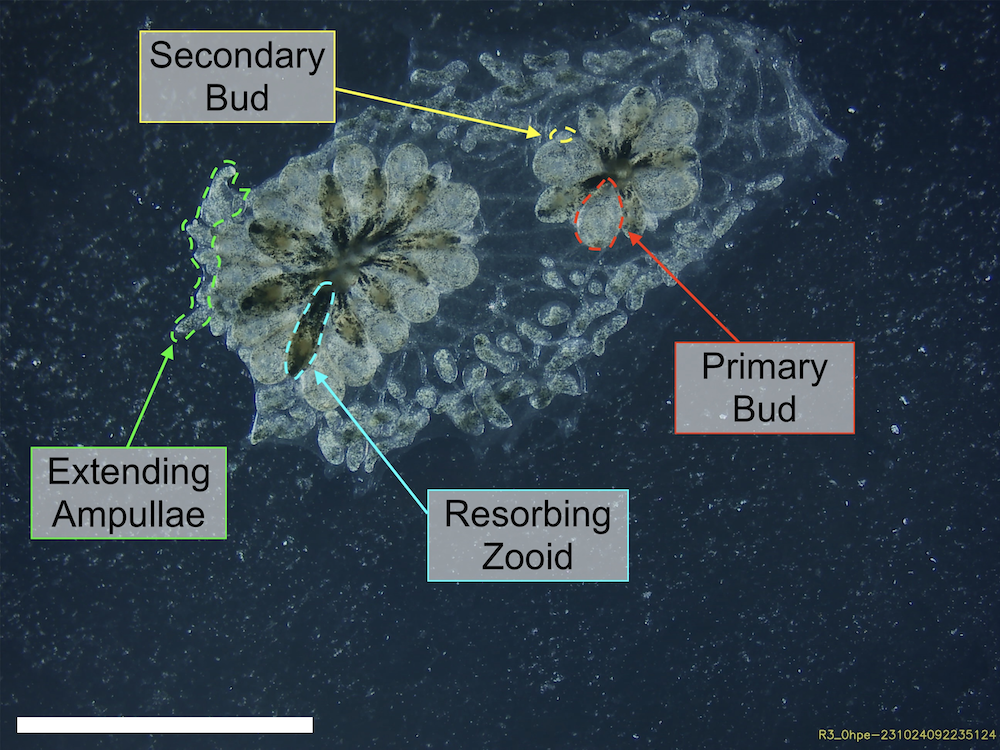 Secondary
Bud
Primary
Bud
Extending
Ampullae
Resorbing
Zooid
R3_0hpe-231024092235124